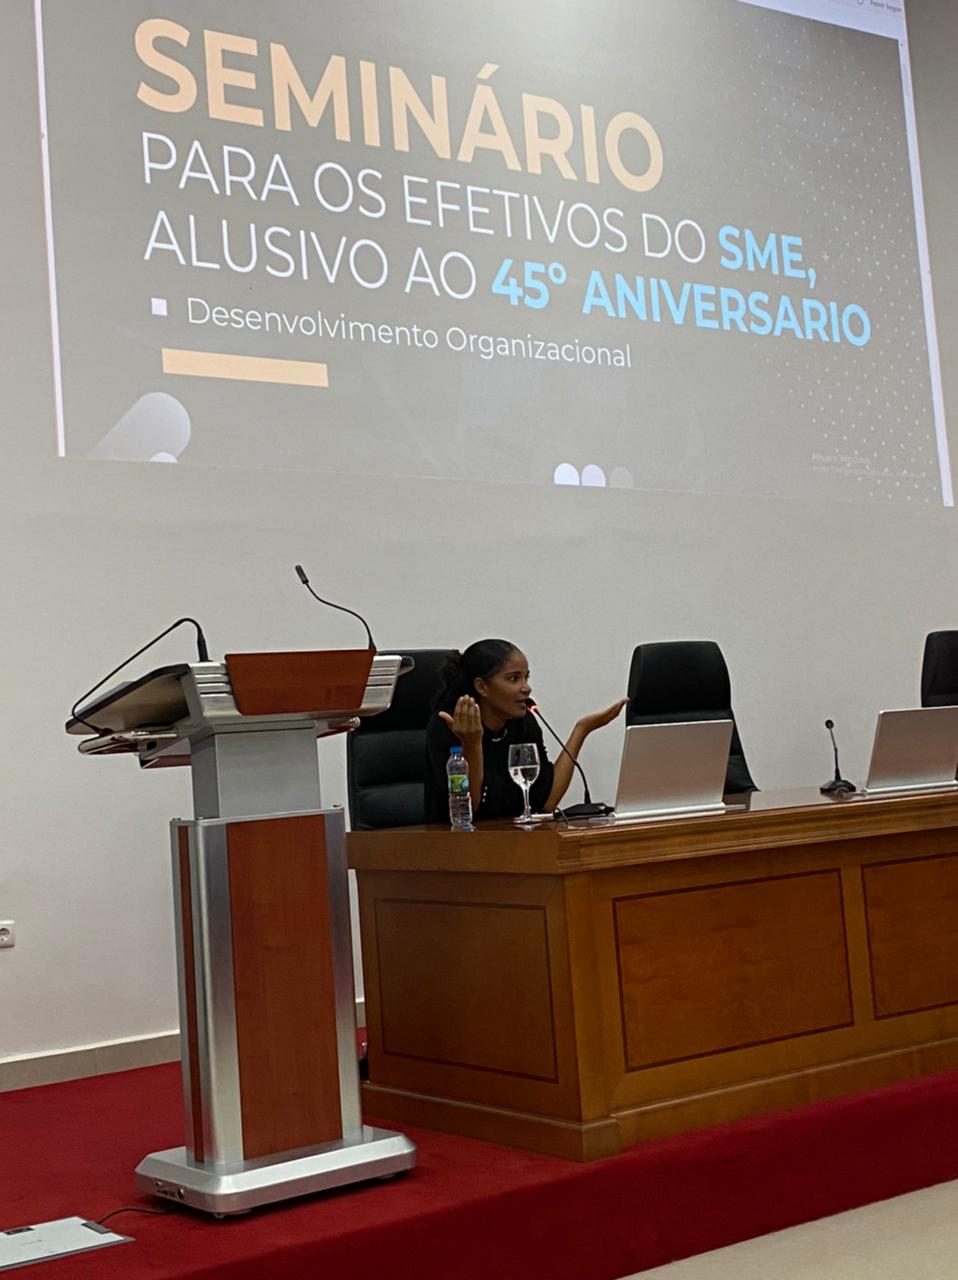 SEMINÁRIO
PARA OS EFETIVOS DO SME,
ALUSIVO AO 45º ANIVERSARIO
Desenvolvimento Organizacional